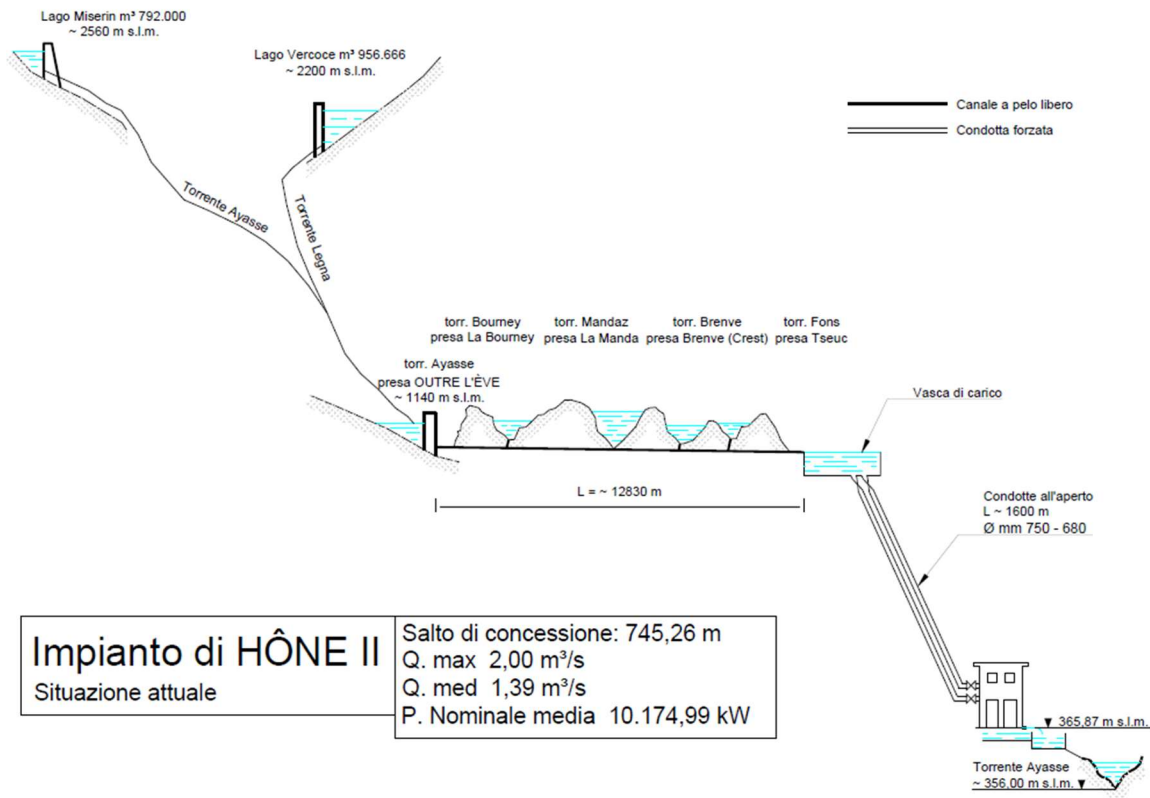 Lago Miserin m³ 792.000
~ 2560 m s.l.m.
Lago Vercoce m³ 956.666
~ 2200 m s.l.m.
Canale a pelo libero
Condotta forzata
Torrente Ayasse
Torrente Legna
torr. Bourney
presa La Bourney
torr. Mandaz
presa La Manda
torr. Brenve
presa Brenve (Crest)
torr. Fons
presa Tseuc
torr. Ayasse
presa OUTRE L'ÈVE
~ 1140 m s.l.m.
Vasca di carico
L = ~ 12830 m
Condotte all'aperto
L ~ 1600 m
Ø mm 750 - 680
Impianto di HÔNE II
Situazione attuale
Salto di concessione: 745,26 m
Q. max 2,00 m³/s
Q. med 1,39 m³/s
P. Nominale media 10.174,99 kW
365,87 m s.l.m.
Torrente Ayasse
~ 356,00 m s.l.m.